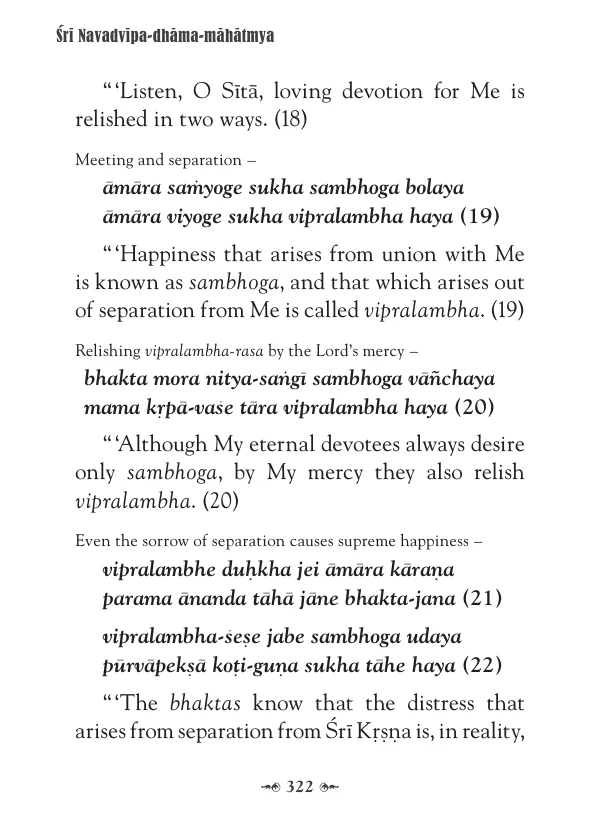 Śrī Navadvīpa-dhāma-māhātmya
“ ‘Listen, O Sītā, loving devotion for Me is
relished in two ways. (18)
Meeting and separation –
āmāra saṁyoge sukha sambhoga bolaya
āmāra viyoge sukha vipralambha haya (19)
“ ‘Happiness that arises from union with Me
is known as sambhoga, and that which arises out
of separation from Me is called vipralambha. (19)
Relishing vipralambha-rasa by the Lord’s mercy –
bhakta mora nitya-saṅgī sambhoga vāñchaya
mama kṛpā-vaśe tāra vipralambha haya (20)
“ ‘Although My eternal devotees always desire
only sambhoga, by My mercy they also relish
vipralambha. (20)
Even the sorrow of separation causes supreme happiness –
vipralambhe duḥkha jei āmāra kāraṇa
parama ānanda tāhā jāne bhakta-jana (21)
vipralambha-śeṣe jabe sambhoga udaya
pūrvāpekṣā koṭi-guṇa sukha tāhe haya (22)
“ ‘The bhaktas know that the distress that
arises from separation from Śrī Kṛṣṇa is, in reality,
322